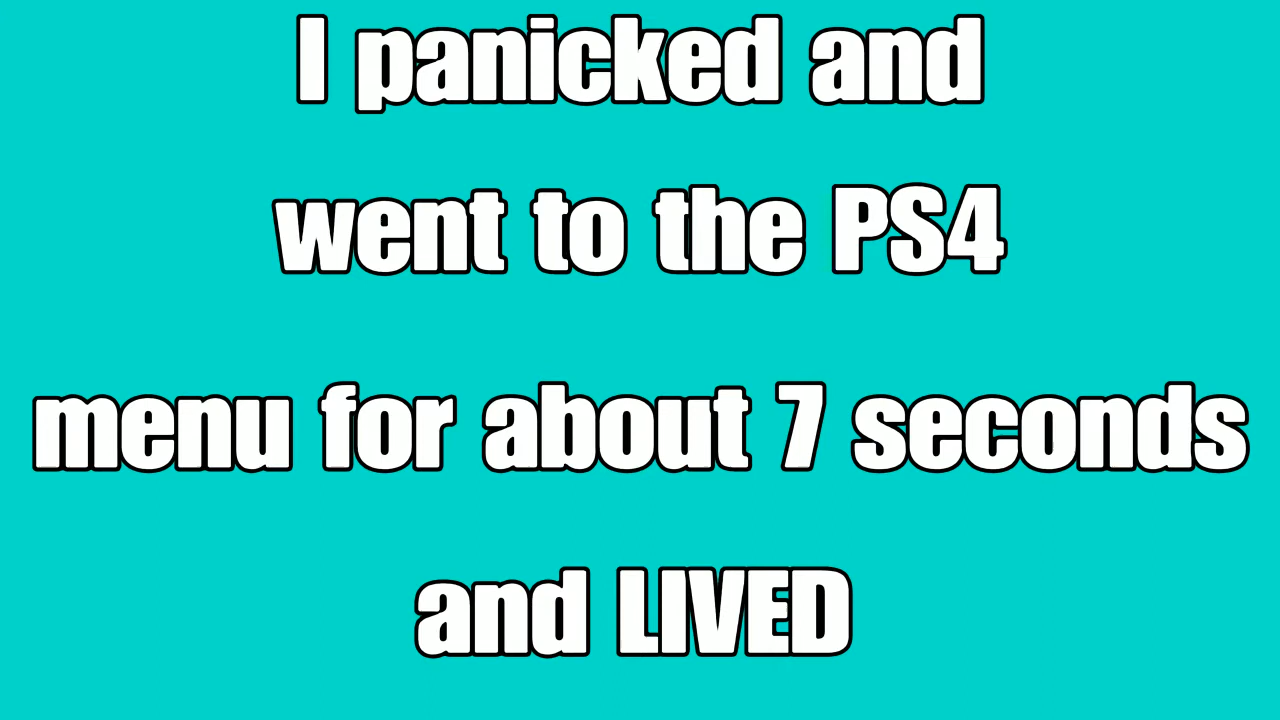 I panicked and
went to the PS4
menu for about 7 seconds
and LIVED